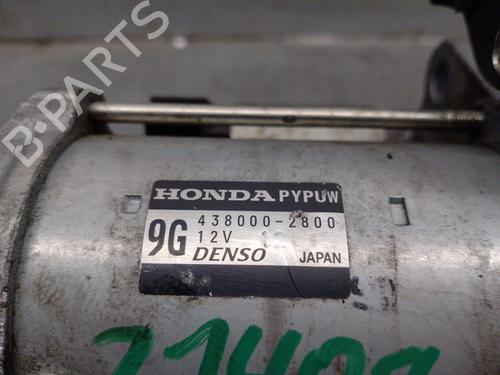 B-PARTS
HONDA PYPUW
438000-2800
9G 12V
DENSO JAPAN